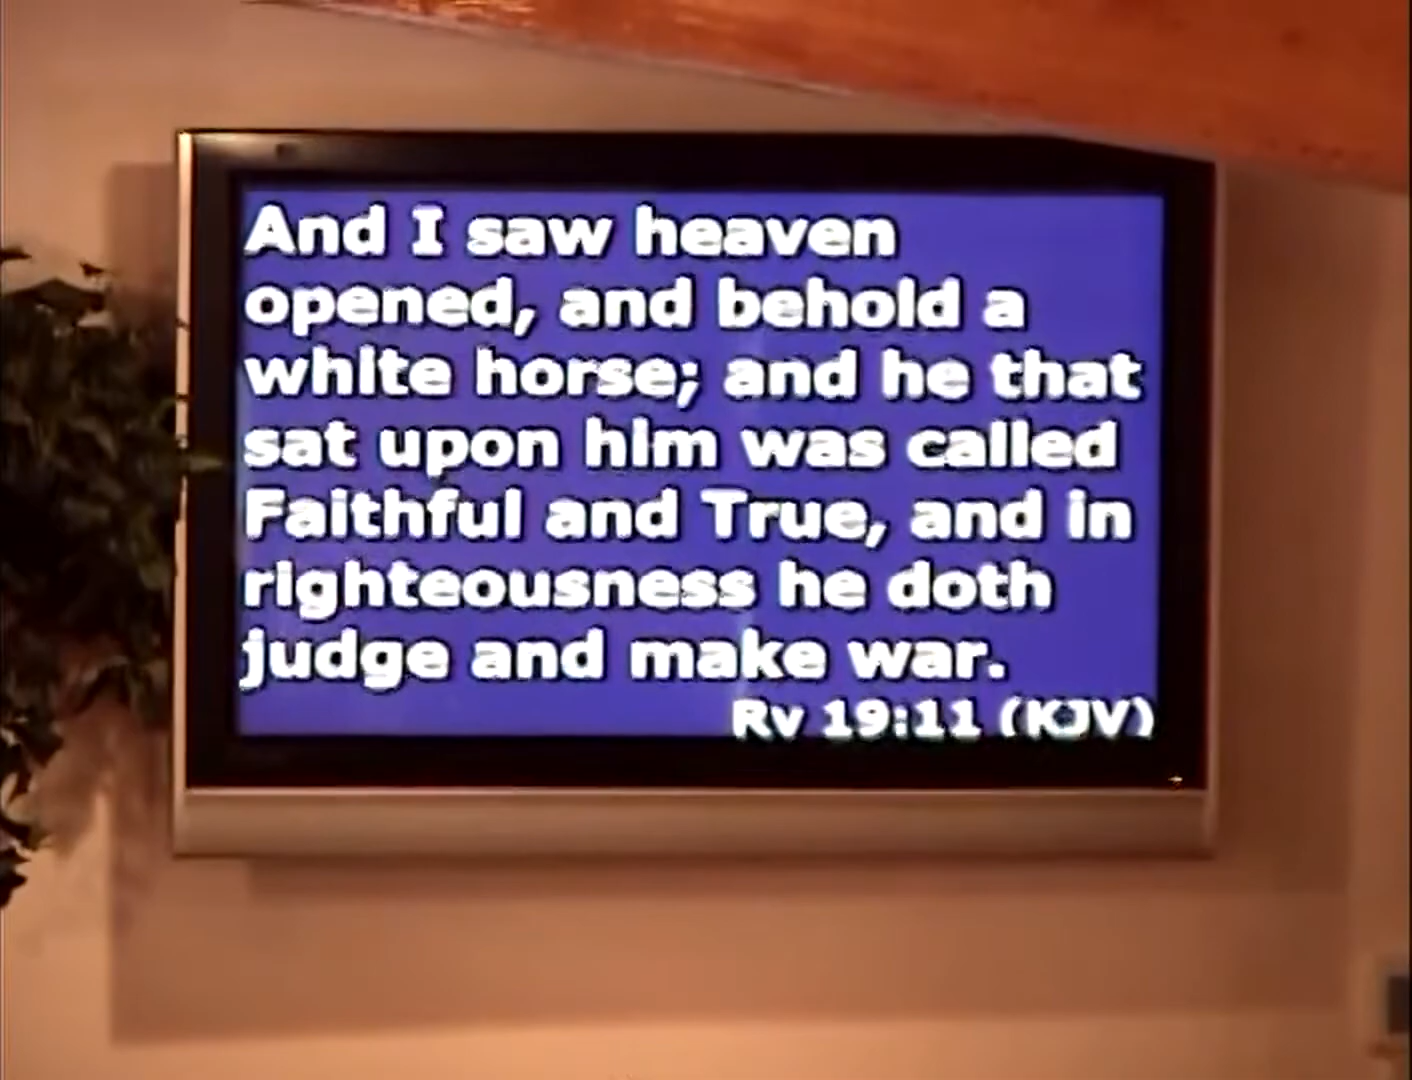 And I saw heaven
opened, and behold a
white horse; and he that
sat upon him was called
Faithful and True, and in
righteousness he doth
judge and make war.
Rv 19:11 (KJV)